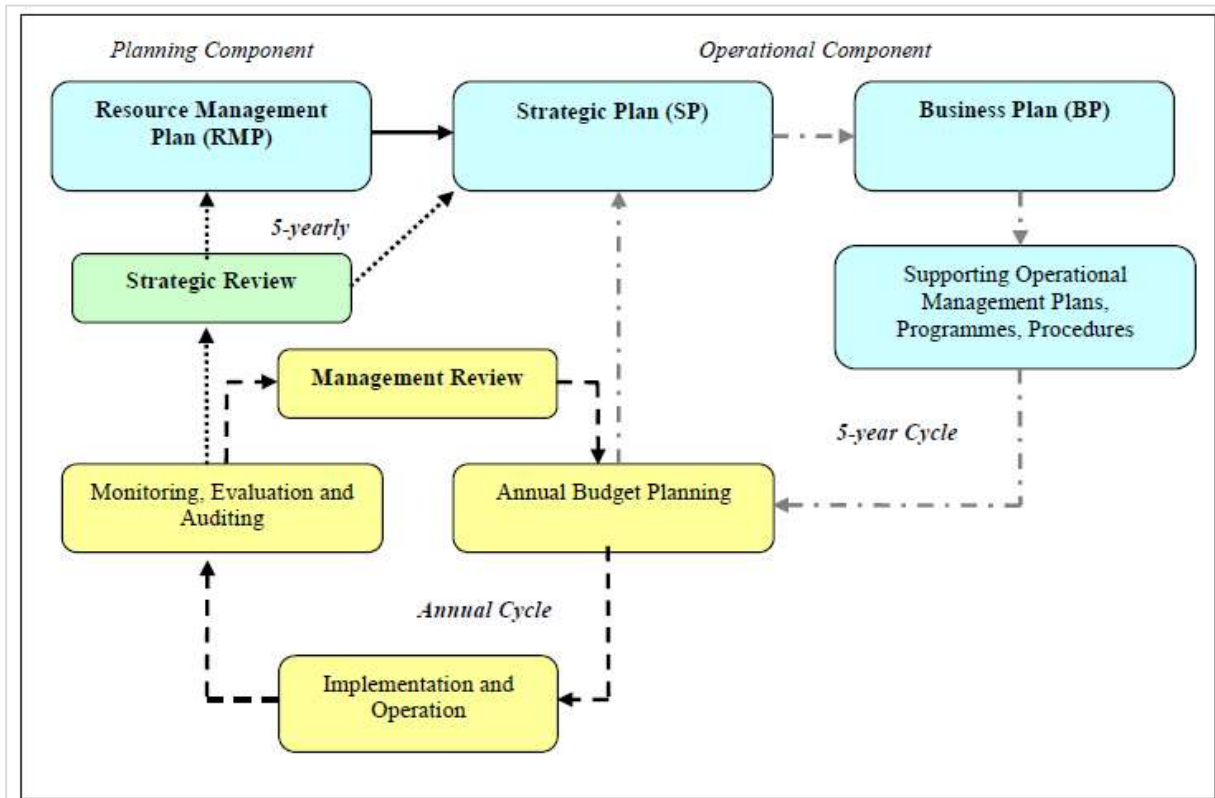 Planning Component
Operational Component
Resource Management
Plan (RMP)
Strategic Plan (SP)
Business Plan (BP)
5-yearly
Strategic Review
Supporting Operational
Management Plans,
Programmes, Procedures
Management Review
5-year Cycle
Monitoring, Evaluation and
Auditing
Annual Budget Planning
Annual Cycle
Implementation and
Operation